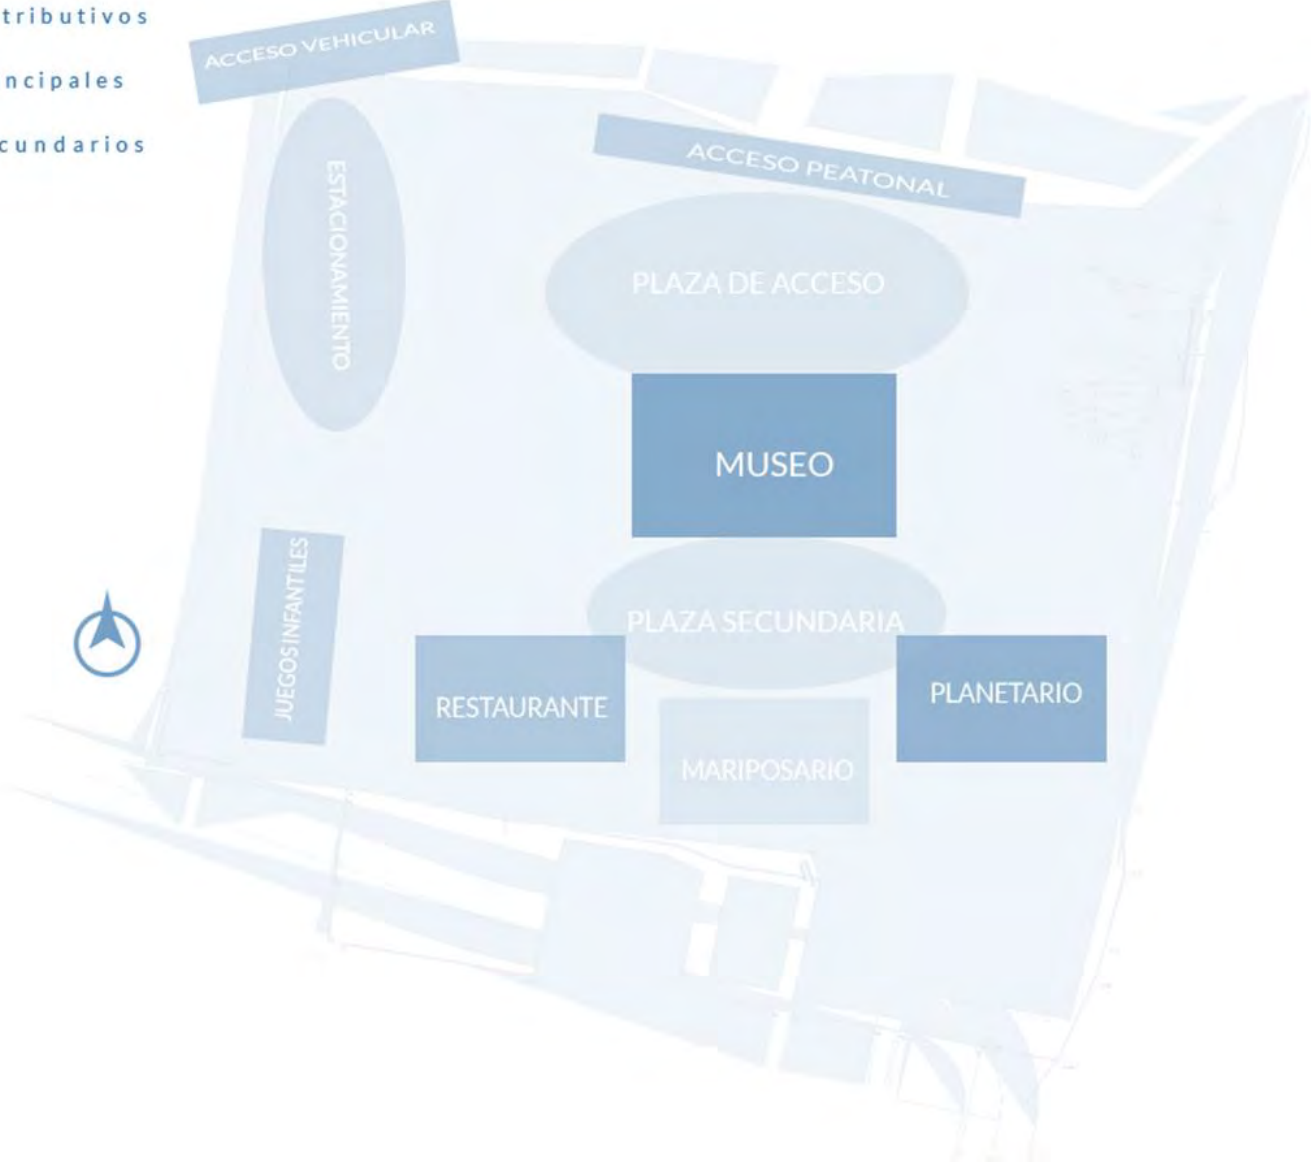 tributivos
ncipales
cundarios
ACCESO VEHICULAR
ACCESO PEATONAL
ESTACIONAMIENTO
PLAZA DE ACCESO
MUSEO
JUEGOS INFANTILES
PLAZA SECUNDARIA
RESTAURANTE
PLANETARIO
MARIPOSARIO